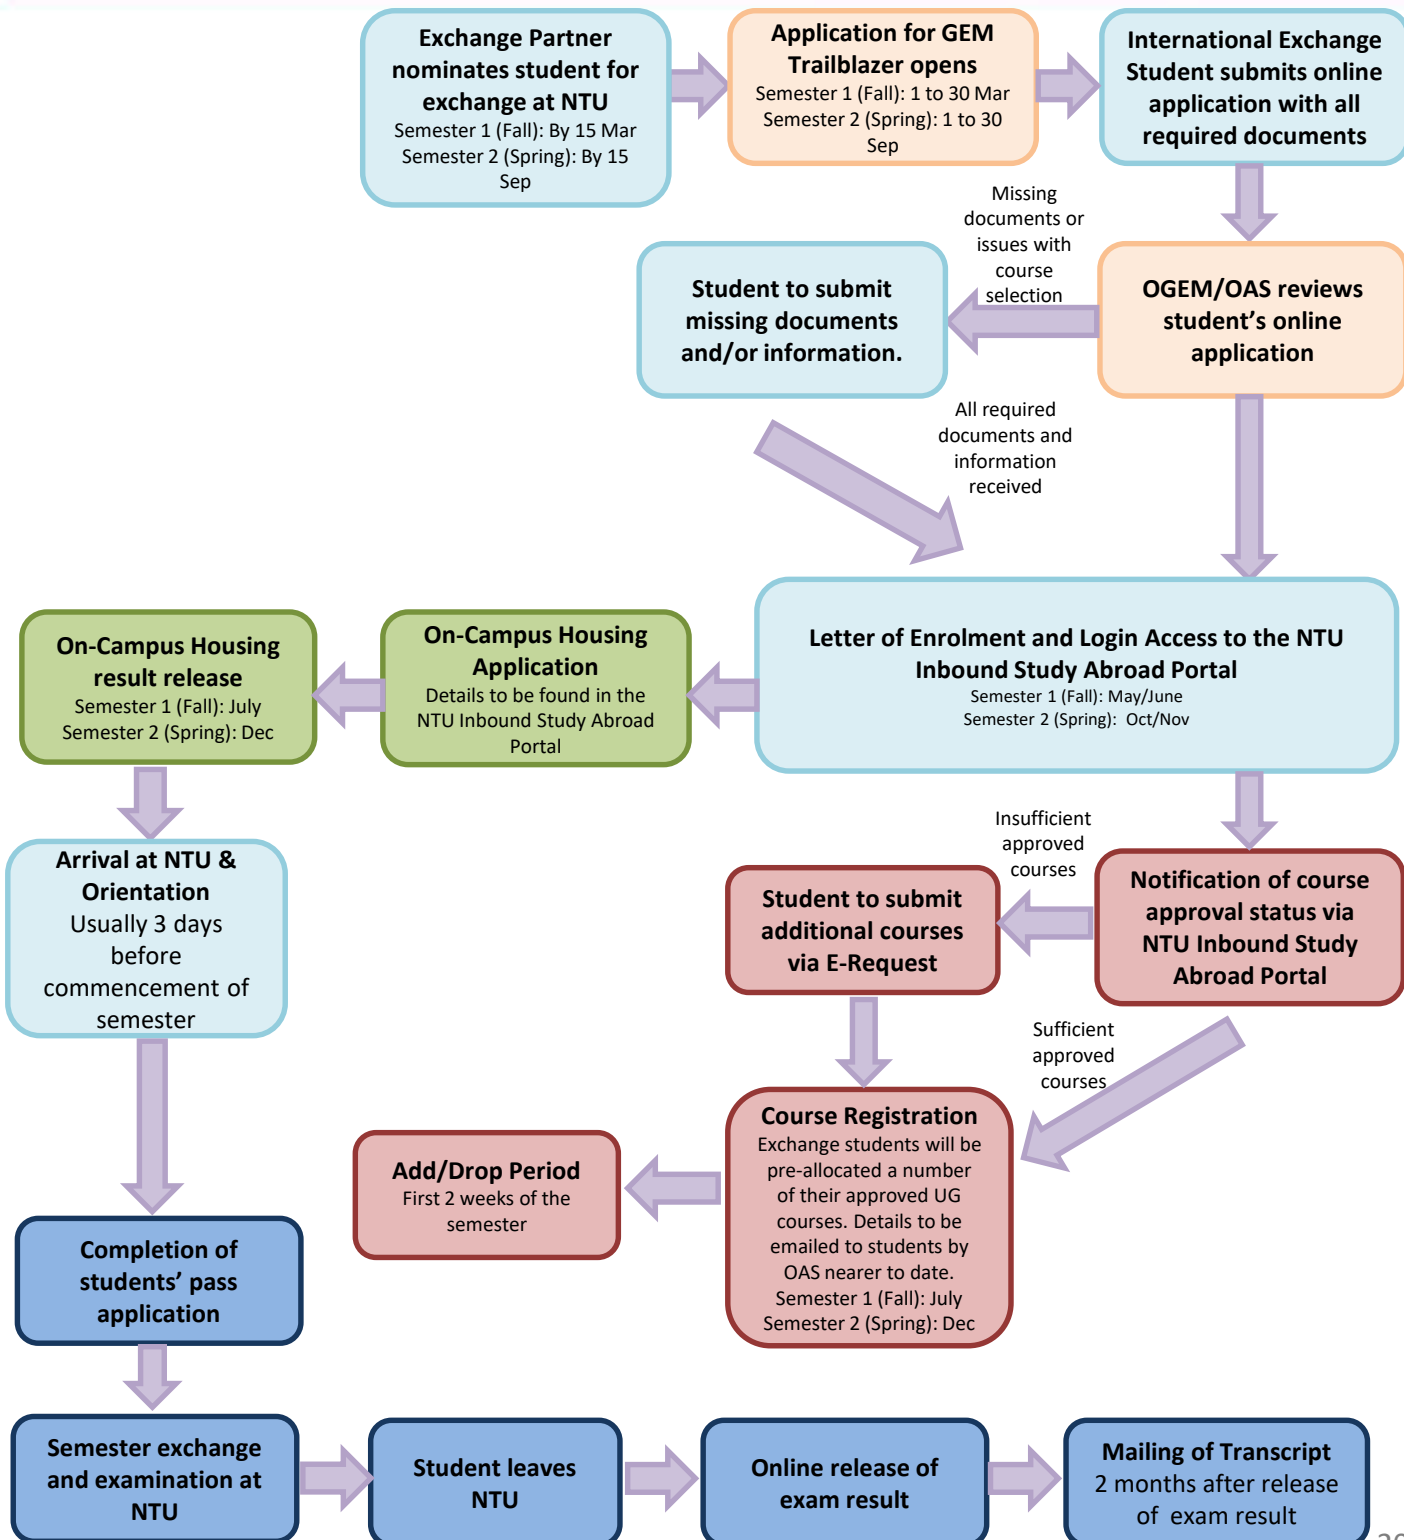 Exchange Partner
nominates student for
exchange at NTU
Semester 1 (Fall): By 15 Mar
Semester 2 (Spring): By 15
Sep
Application for GEM
Trailblazer opens
Semester 1 (Fall): 1 to 30 Mar
Semester 2 (Spring): 1 to 30
Sep
International Exchange
Student submits online
application with all
required documents
Missing
documents or
issues with
course
selection
Student to submit
missing documents
and/or information.
OGEM/OAS reviews
student’s online
application
All required
documents and
information
received
Letter of Enrolment and Login Access to the NTU
Inbound Study Abroad Portal
Semester 1 (Fall): May/June
Semester 2 (Spring): Oct/Nov
On-Campus Housing
Application
Details to be found in the
NTU Inbound Study Abroad
Portal
On-Campus Housing
result release
Semester 1 (Fall): July
Semester 2 (Spring): Dec
Arrival at NTU &
Orientation
Usually 3 days
before
commencement of
semester
Insufficient
approved
courses
Notification of course
approval status via
NTU Inbound Study
Abroad Portal
Student to submit
additional courses
via E-Request
Sufficient
approved
courses
Course Registration
Exchange students will be
pre-allocated a number
of their approved UG
courses. Details to be
emailed to students by
OAS nearer to date.
Semester 1 (Fall): July
Semester 2 (Spring): Dec
Add/Drop Period
First 2 weeks of the
semester
Completion of
students’ pass
application
Semester exchange
and examination at
NTU
Student leaves
NTU
Online release of
exam result
Mailing of Transcript
2 months after release
of exam result